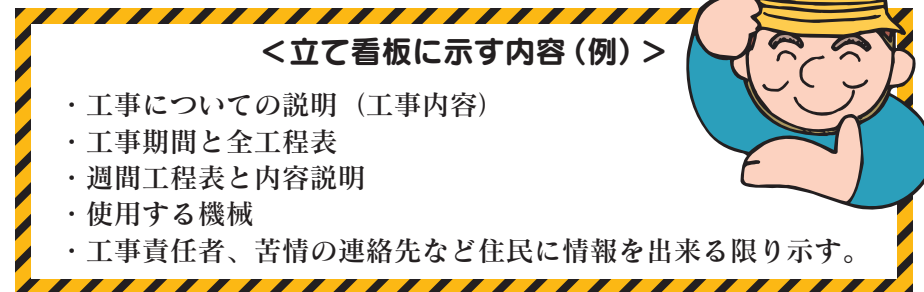 ＜立て看板に示す内容（例）＞
・工事についての説明（工事内容）
・工事期間と全工程表
・週間工程表と内容説明
・使用する機械
・工事責任者、苦情の連絡先など住民に情報を出来る限り示す。